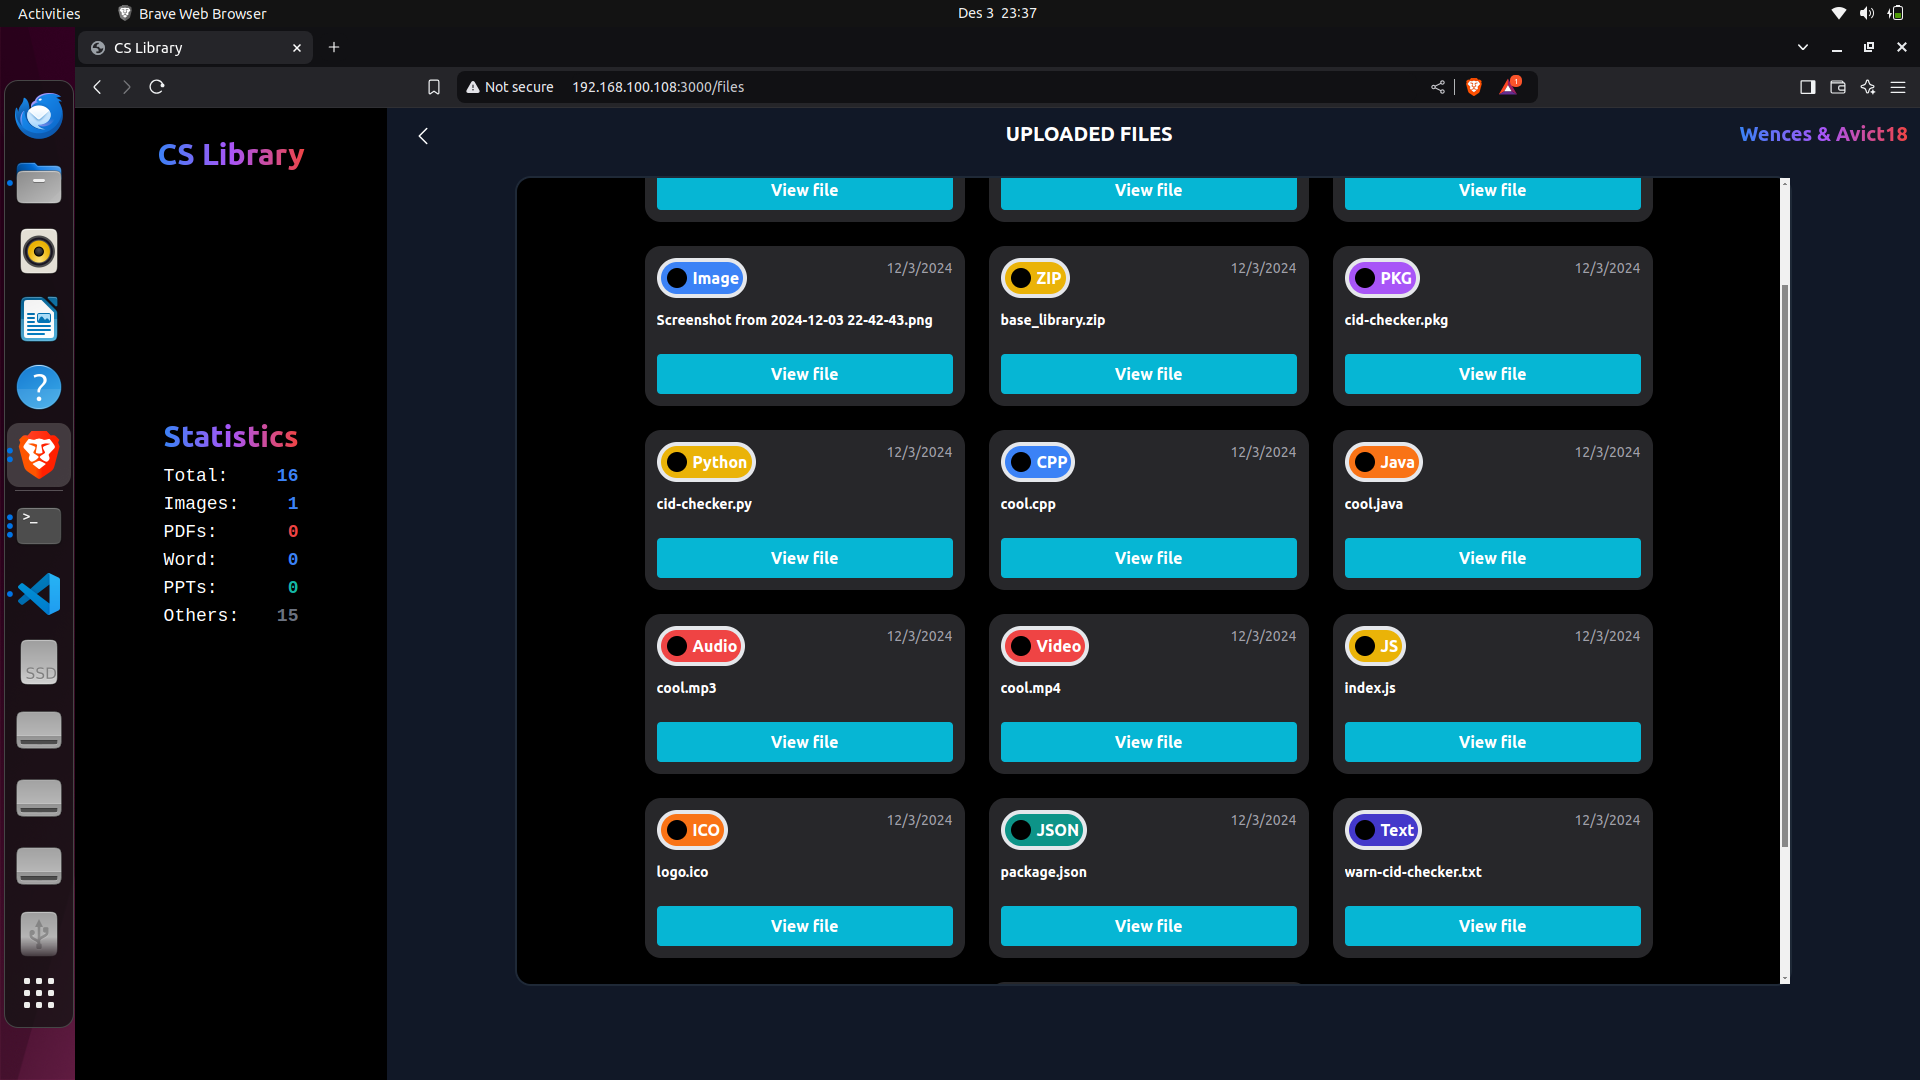 Activities
Brave Web Browser
Des 3 23:37
CS Library
Not secure 192.168.100.108:3000/files
1
CS Library
UPLOADED FILES
Wences & Avict18
View file
View file
View file
Image 12/3/2024
ZIP 12/3/2024
PKG 12/3/2024
Screenshot from 2024-12-03 22-42-43.png
base_library.zip
cid-checker.pkg
View file
View file
View file
Python 12/3/2024
CPP 12/3/2024
Java 12/3/2024
cid-checker.py
cool.cpp
cool.java
View file
View file
View file
Audio 12/3/2024
Video 12/3/2024
JS 12/3/2024
cool.mp3
cool.mp4
index.js
View file
View file
View file
ICO 12/3/2024
JSON 12/3/2024
Text 12/3/2024
logo.ico
package.json
warn-cid-checker.txt
View file
View file
View file
Statistics
Total: 16
Images: 1
PDFs: 0
Word: 0
PPTs: 0
Others: 15
?
>_
SSD